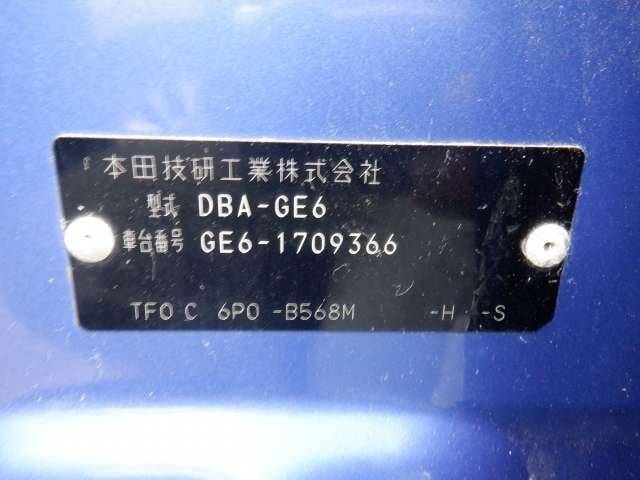 本田技研工業株式会社
型式 DBA-GE6
車台番号 GE6-1709366
TF0 C 6P0 -B568M -H -S